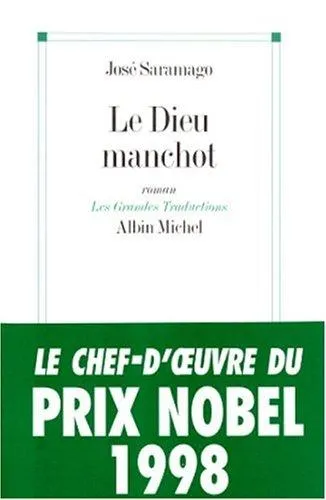 José Saramago
Le Dieu
manchot
roman
Les Grandes Traductions
Albin Michel
LE CHEF-D'ŒUVRE DU
PRIX NOBEL
1998